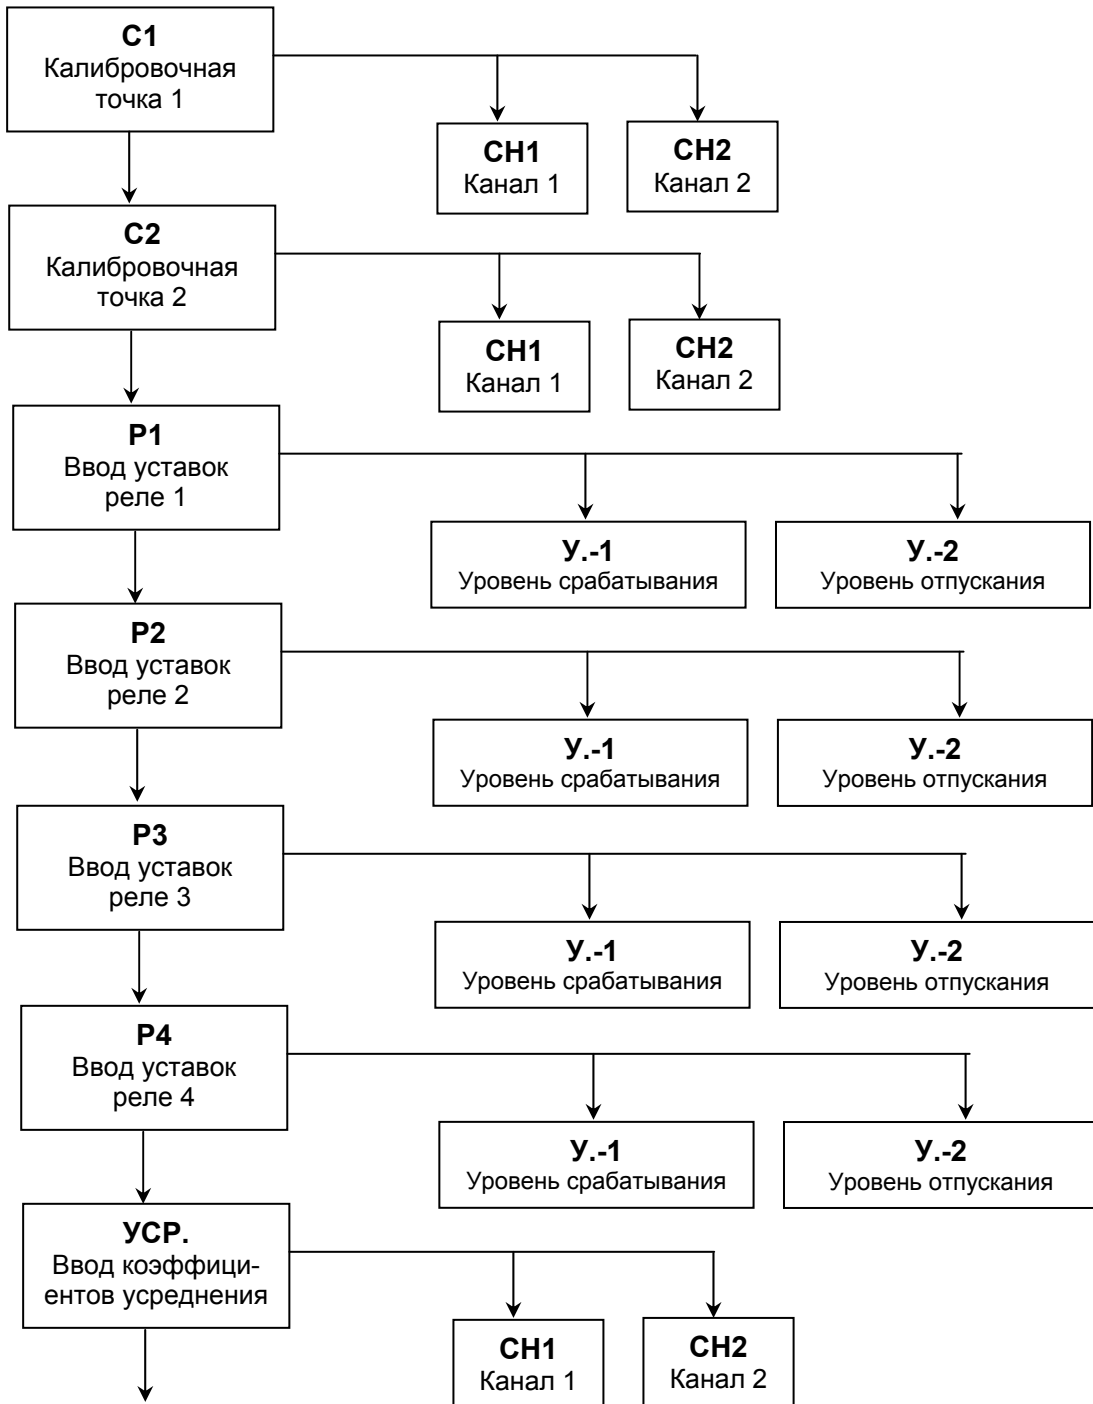 С1
Калибровочная
точка 1
СН1
Канал 1
СН2
Канал 2
С2
Калибровочная
точка 2
СН1
Канал 1
СН2
Канал 2
Р1
Ввод уставок
реле 1
У.-1
Уровень срабатывания
У.-2
Уровень отпускания
Р2
Ввод уставок
реле 2
У.-1
Уровень срабатывания
У.-2
Уровень отпускания
Р3
Ввод уставок
реле 3
У.-1
Уровень срабатывания
У.-2
Уровень отпускания
Р4
Ввод уставок
реле 4
У.-1
Уровень срабатывания
У.-2
Уровень отпускания
УСР.
Ввод коэффици-
ентов усреднения
СН1
Канал 1
СН2
Канал 2